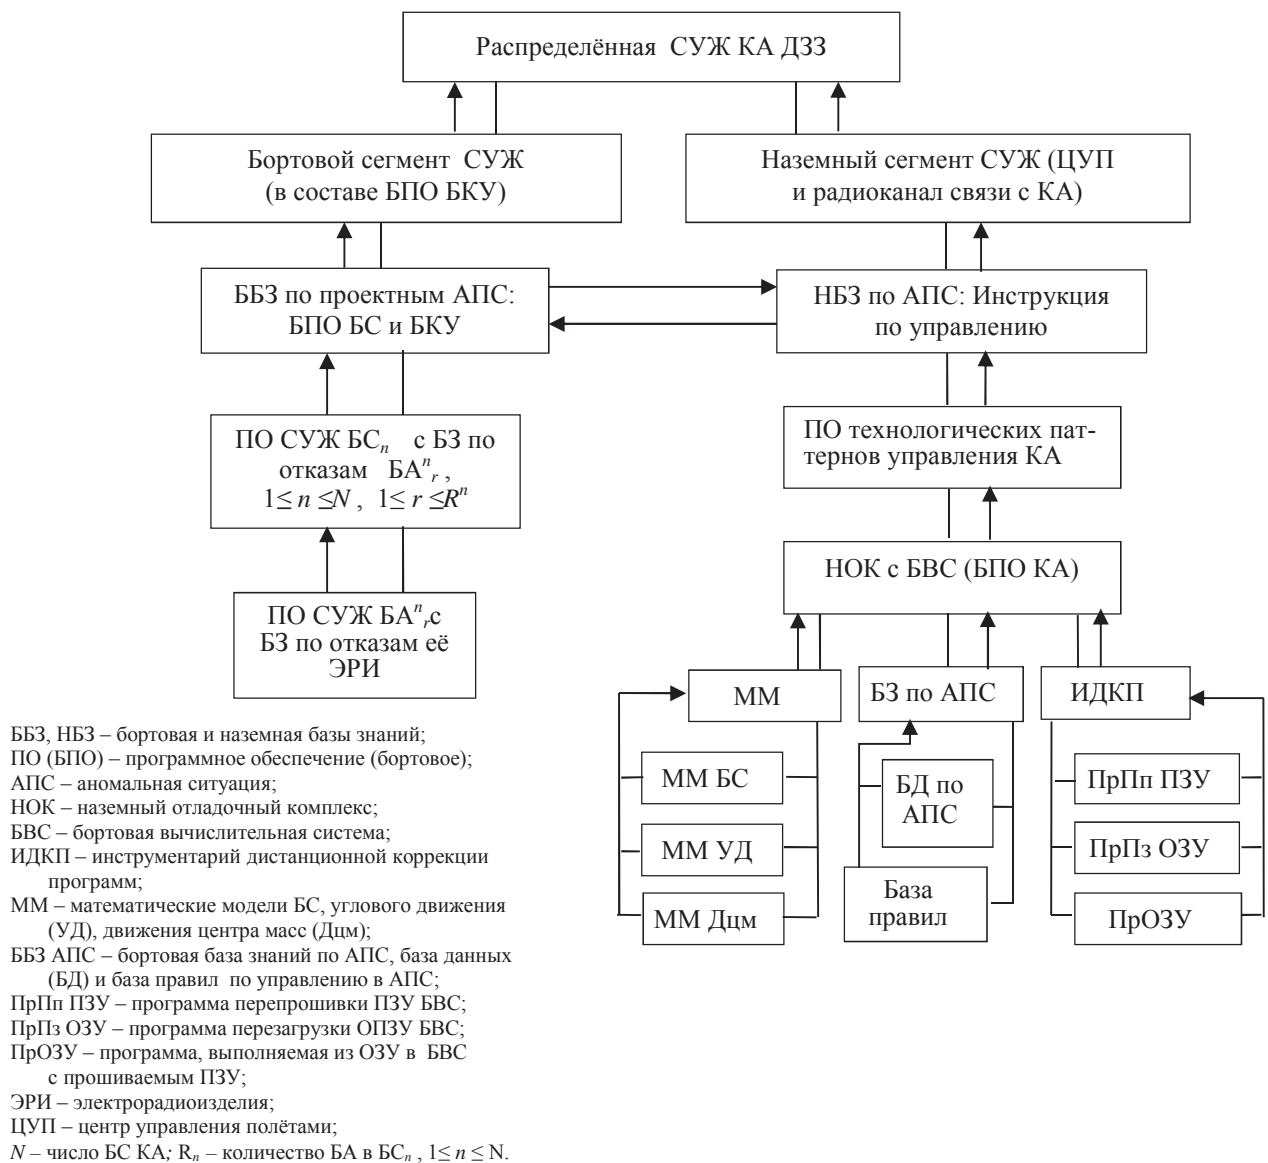 Распределённая СУЖ КА ДЗЗ
Бортовой сегмент СУЖ
(в составе БПО БКУ)
Наземный сегмент СУЖ (ЦУП
и радиоканал связи с КА)
ББЗ по проектным АПС:
БПО БС и БКУ
НБЗ по АПС: Инструкция
по управлению
ПО СУЖ БСn с БЗ по
отказам БАⁿr ,
1≤ n ≤N , 1≤ r ≤Rⁿ
ПО технологических пат-
тернов управления КА
НОК с БВС (БПО КА)
ПО СУЖ БАⁿr с
БЗ по отказам её
ЭРИ
ММ
БЗ по АПС
ИДКП
ММ БС
БД по
АПС
ПрПп ПЗУ
ММ УД
ПрПз ОЗУ
ММ Дцм
База
правил
ПрОЗУ
ББЗ, НБЗ – бортовая и наземная базы знаний;
ПО (БПО) – программное обеспечение (бортовое);
АПС – аномальная ситуация;
НОК – наземный отладочный комплекс;
БВС – бортовая вычислительная система;
ИДКП – инструментарий дистанционной коррекции
программ;
ММ – математические модели БС, углового движения
(УД), движения центра масс (Дцм);
ББЗ АПС – бортовая база знаний по АПС, база данных
(БД) и база правил по управлению в АПС;
ПрПп ПЗУ – программа перепрошивки ПЗУ БВС;
ПрПз ОЗУ – программа перезагрузки ОПЗУ БВС;
ПрОЗУ – программа, выполняемая из ОЗУ в БВС
с прошиваемым ПЗУ;
ЭРИ – электрорадиоизделия;
ЦУП – центр управления полётами;
N – число БС КА; Rn – количество БА в БСn , 1≤ n ≤ N.